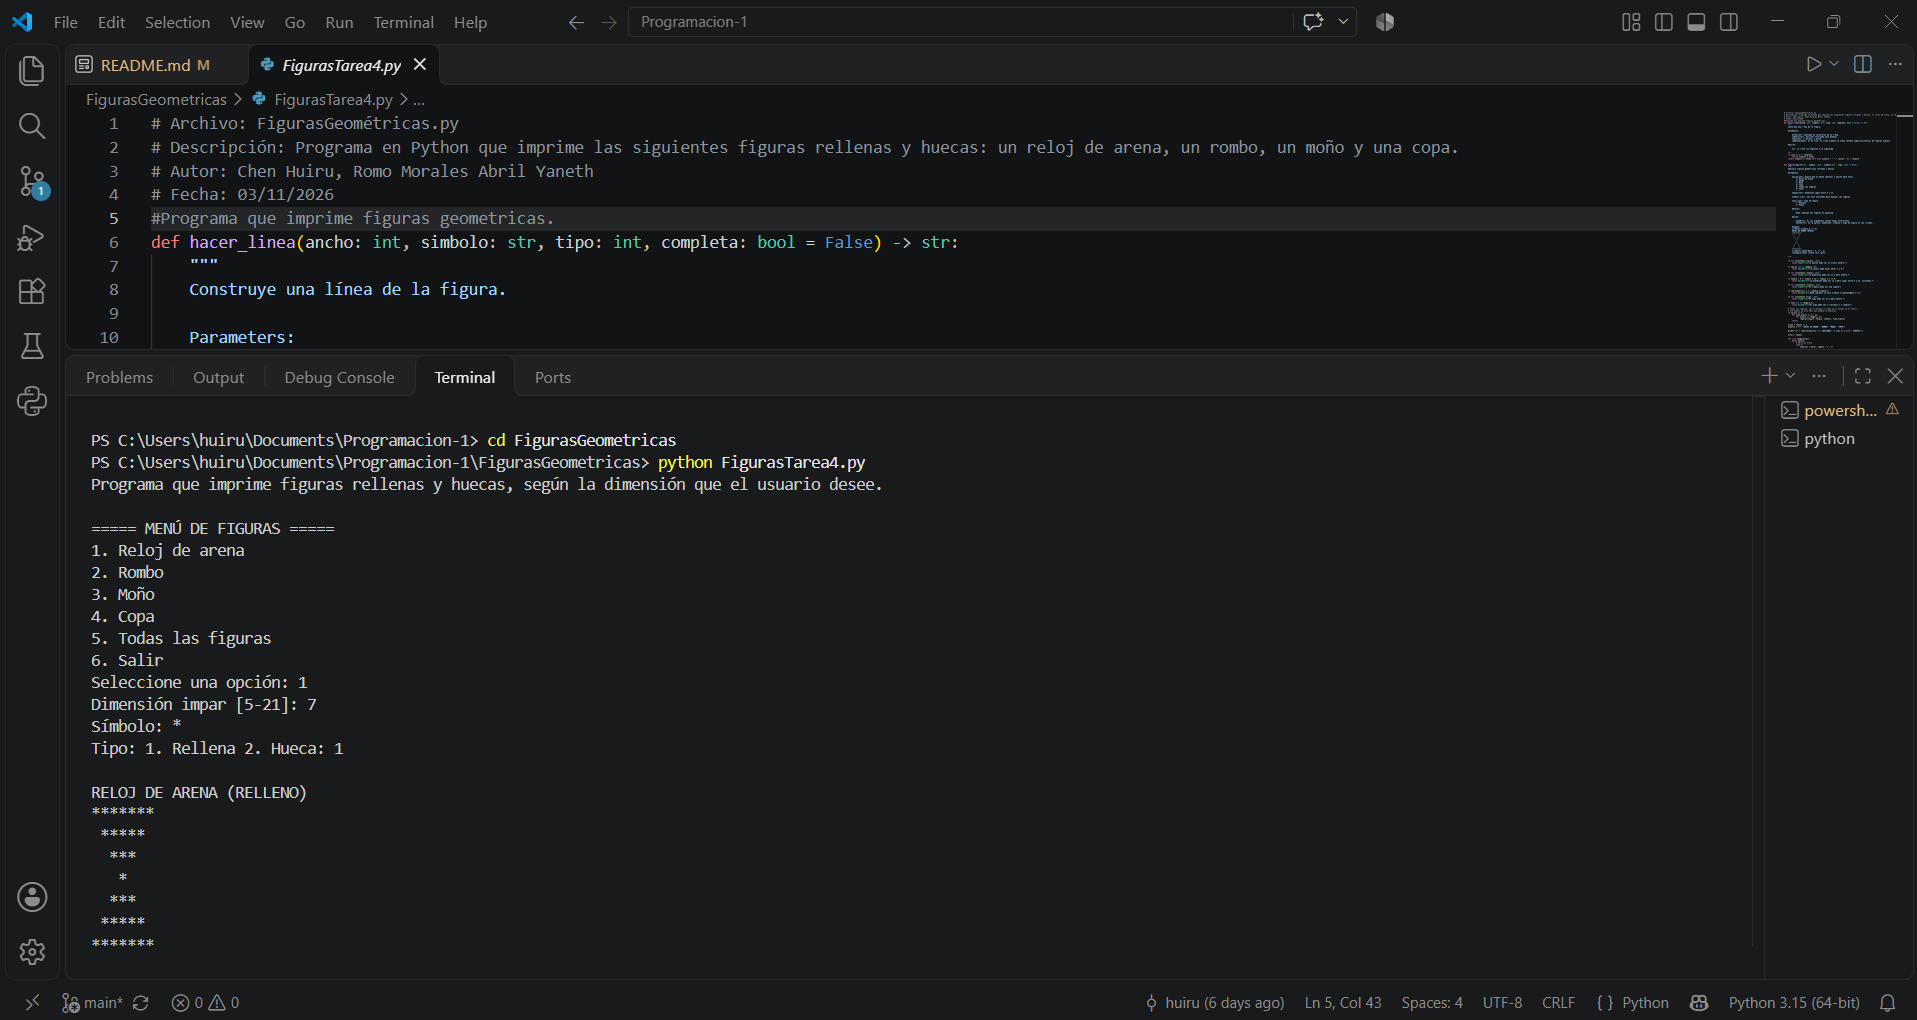 File Edit Selection View Go Run Terminal Help
Programacion-1
README.md M
FigurasTarea4.py
FigurasGeometricas > FigurasTarea4.py > ...
1 # Archivo: FigurasGeométricas.py
2 # Descripción: Programa en Python que imprime las siguientes figuras rellenas y huecas: un reloj de arena, un rombo, un moño y una copa.
3 # Autor: Chen Huiru, Romo Morales Abril Yaneth
4 # Fecha: 03/11/2026
5 #Programa que imprime figuras geometricas.
6 def hacer_linea(ancho: int, simbolo: str, tipo: int, completa: bool = False) -> str:
7 """
8 Construye una línea de la figura.
9
10 Parameters:
Problems Output Debug Console Terminal Ports
powersh...
python
PS C:\Users\huiru\Documents\Programacion-1> cd FigurasGeometricas
PS C:\Users\huiru\Documents\Programacion-1\FigurasGeometricas> python FigurasTarea4.py
Programa que imprime figuras rellenas y huecas, según la dimensión que el usuario desee.
===== MENÚ DE FIGURAS =====
1. Reloj de arena
2. Rombo
3. Moño
4. Copa
5. Todas las figuras
6. Salir
Seleccione una opción: 1
Dimensión impar [5-21]: 7
Símbolo: *
Tipo: 1. Rellena 2. Hueca: 1
RELOJ DE ARENA (RELLENO)
*******
 *****
  ***
   *
  ***
 *****
*******
1
main* 0 0 huiru (6 days ago) Ln 5, Col 43 Spaces: 4 UTF-8 CRLF { } Python Python 3.15 (64-bit)